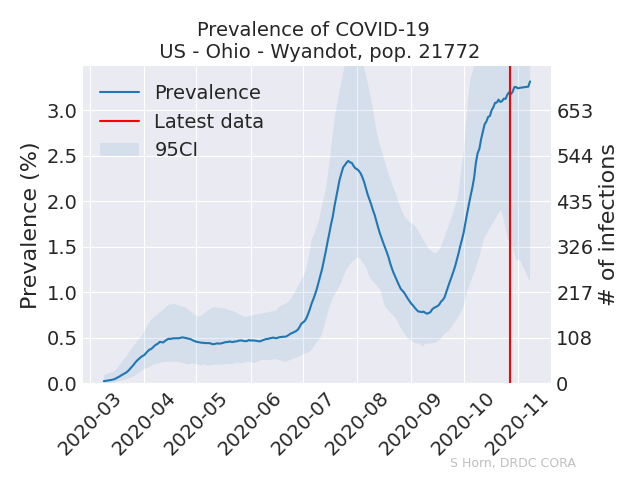 Prevalence of COVID-19
US - Ohio - Wyandot, pop. 21772
Prevalence
Latest data
95CI
Prevalence (%)
3.0
2.5
2.0
1.5
1.0
0.5
0.0
653
544
435
326
217
108
0
# of infections
2020-03
2020-04
2020-05
2020-06
2020-07
2020-08
2020-09
2020-10
2020-11
S Horn, DRDC CORA